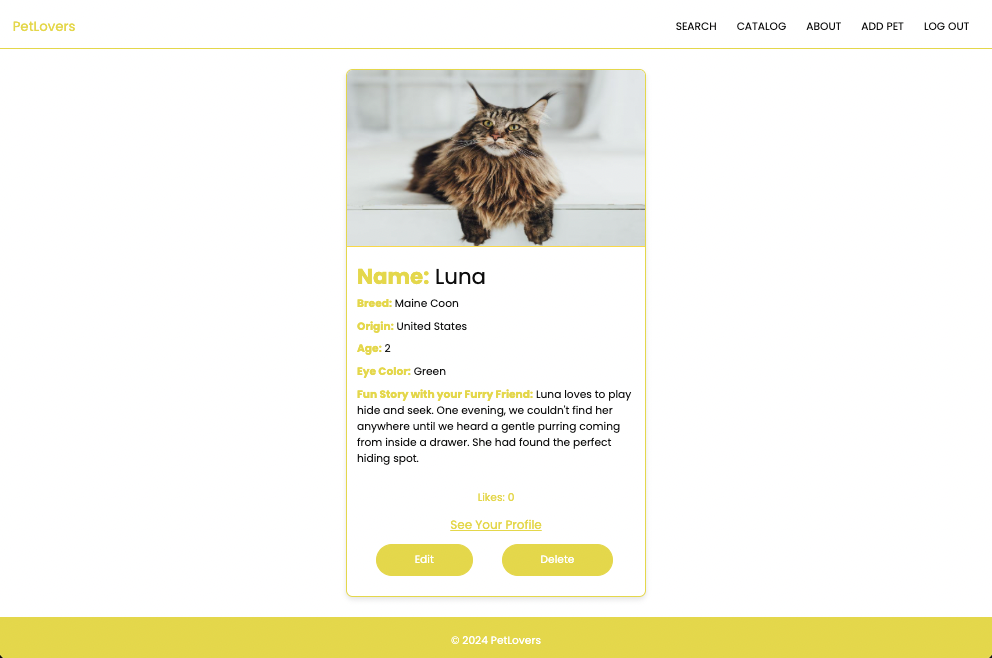 PetLovers
SEARCH CATALOG ABOUT ADD PET LOG OUT
Name: Luna
Breed: Maine Coon
Origin: United States
Age: 2
Eye Color: Green
Fun Story with your Furry Friend: Luna loves to play
hide and seek. One evening, we couldn't find her
anywhere until we heard a gentle purring coming
from inside a drawer. She had found the perfect
hiding spot.
Likes: 0
See Your Profile
Edit Delete
© 2024 PetLovers